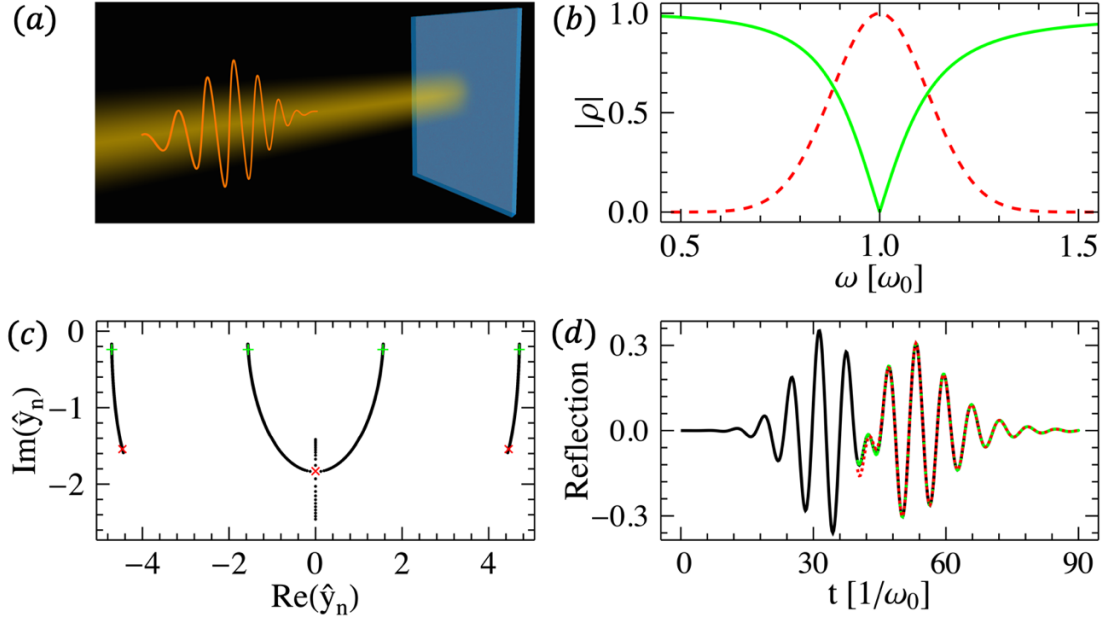 (a)
(b)
1.0
0.5
0.0
|ρ|
0.5 1.0 1.5
ω [ω₀]
(c)
0
−1
−2
Im(ŷₙ)
−4 −2 0 2 4
Re(ŷₙ)
(d)
0.3
0.0
−0.3
Reflection
0 30 60 90
t [1/ω₀]